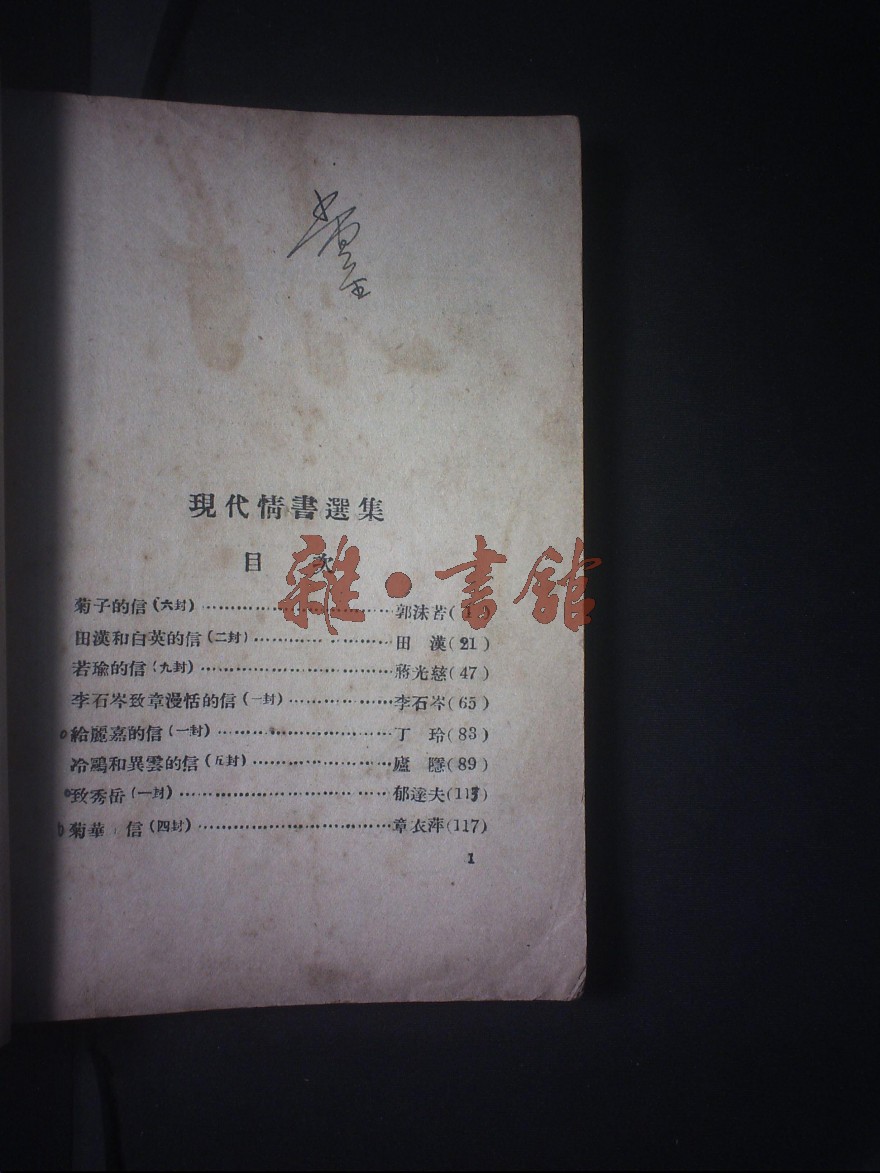 現代情書選集
目 次
菊子的信(六封)……………………………郭沫若(1)
田漢和白英的信(二封)……………………田 漢(21)
若瑜的信(九封)……………………………蔣光慈(47)
李石岑致章漫恬的信(一封)………………李石岑(65)
給麗嘉的信(一封)…………………………丁 玲(83)
冷鷗和異雲的信(五封)……………………廬隱(89)
致秀岳(一封)………………………………郁達夫(113)
菊華 信(四封)……………………………章衣萍(117)
1
雜·書館